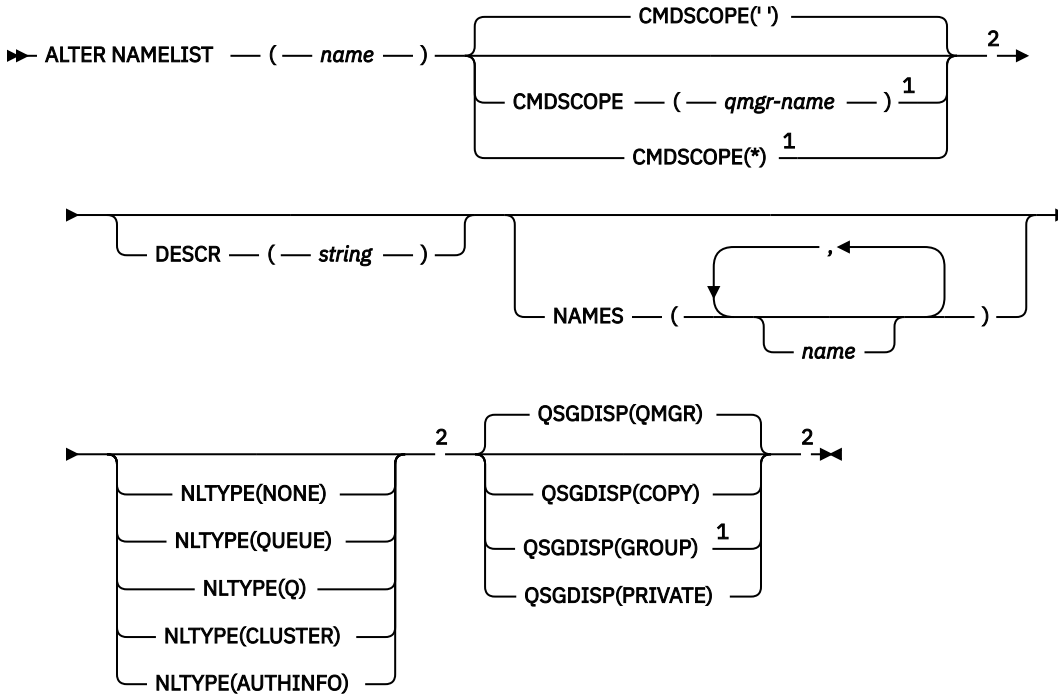 CMDSCOPE(' ')
ALTER NAMELIST ( name ) 2
CMDSCOPE ( qmgr-name ) 1
CMDSCOPE(*) 1
DESCR ( string )
,
NAMES ( )
name
QSGDISP(QMGR)
2 2
NLTYPE(NONE) QSGDISP(COPY)
NLTYPE(QUEUE) QSGDISP(GROUP) 1
NLTYPE(Q) QSGDISP(PRIVATE)
NLTYPE(CLUSTER)
NLTYPE(AUTHINFO)